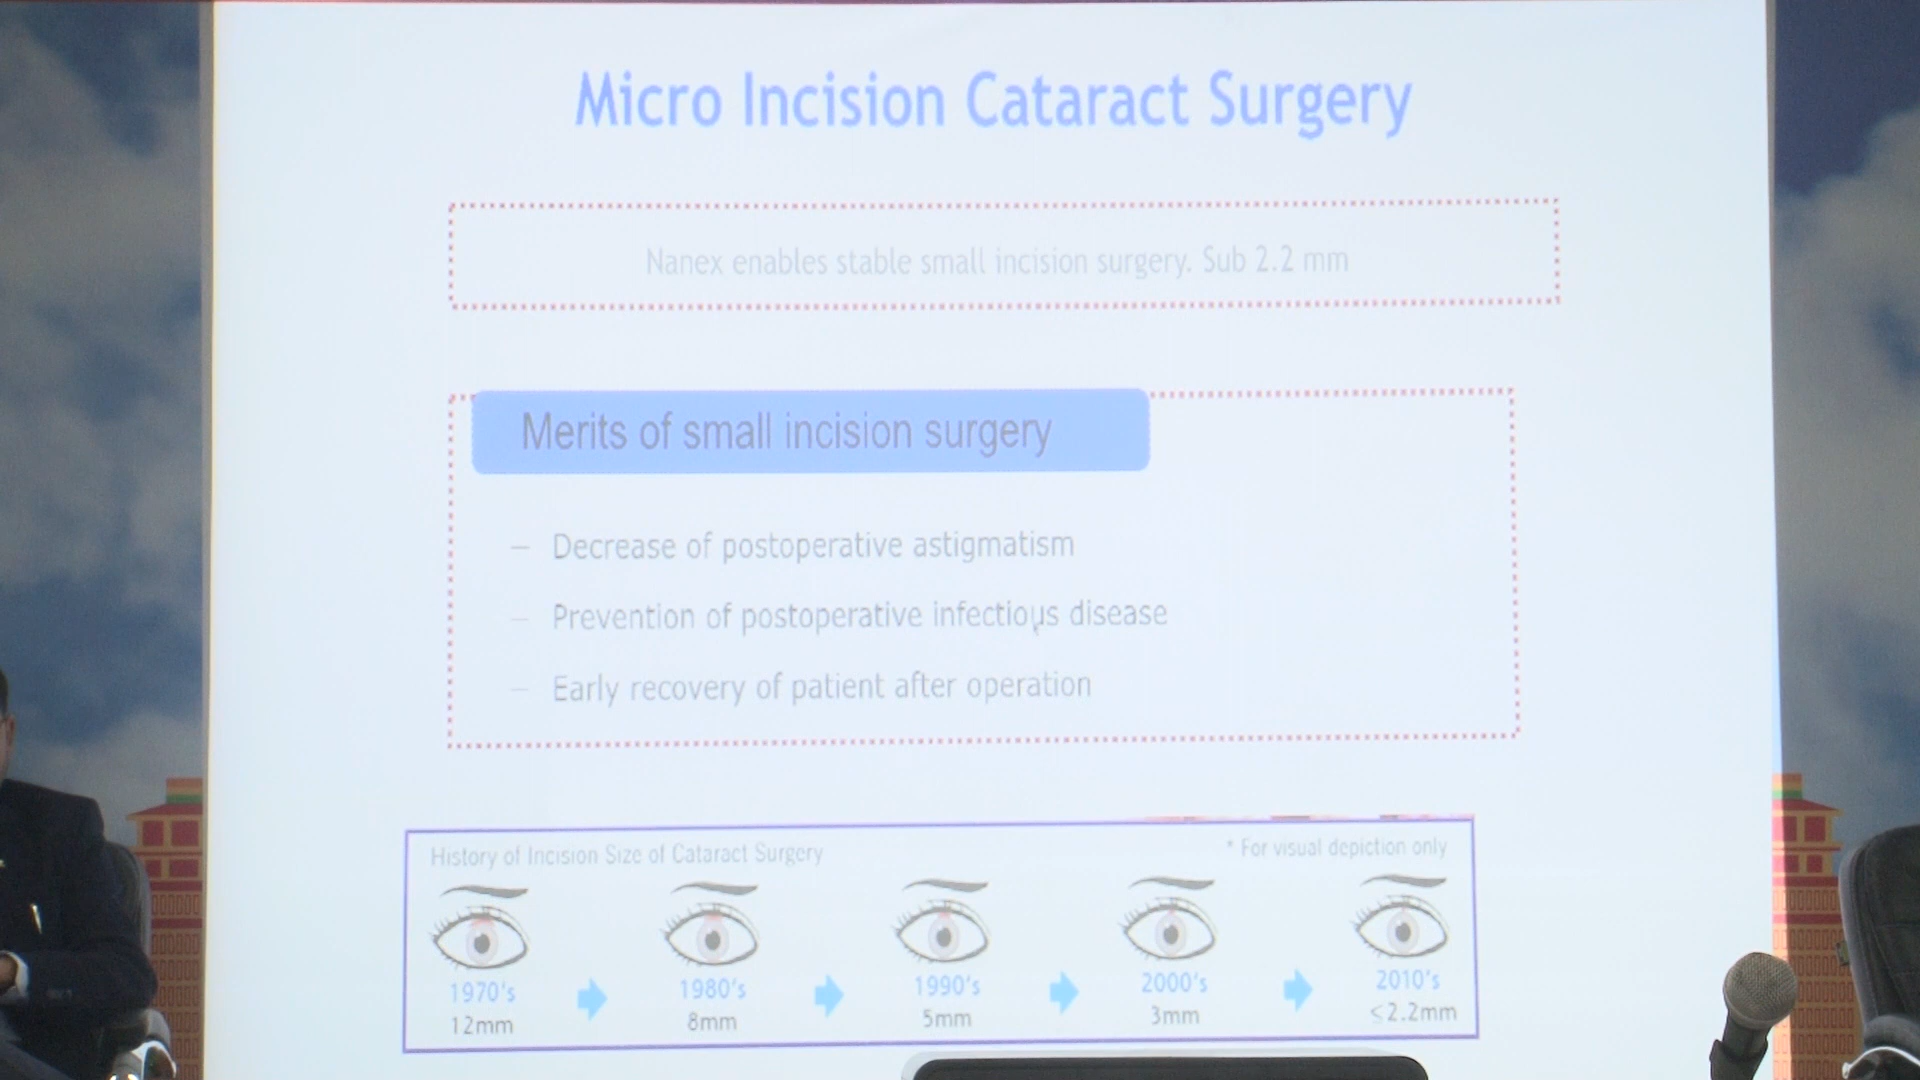 Micro Incision Cataract Surgery
Nanex enables stable small incision surgery. Sub 2.2 mm
Merits of small incision surgery
– Decrease of postoperative astigmatism
– Prevention of postoperative infectious disease
– Early recovery of patient after operation
History of Incision Size of Cataract Surgery
* For visual depiction only
1970's
1980's
1990's
2000's
2010's
12mm
8mm
5mm
3mm
≤2.2mm